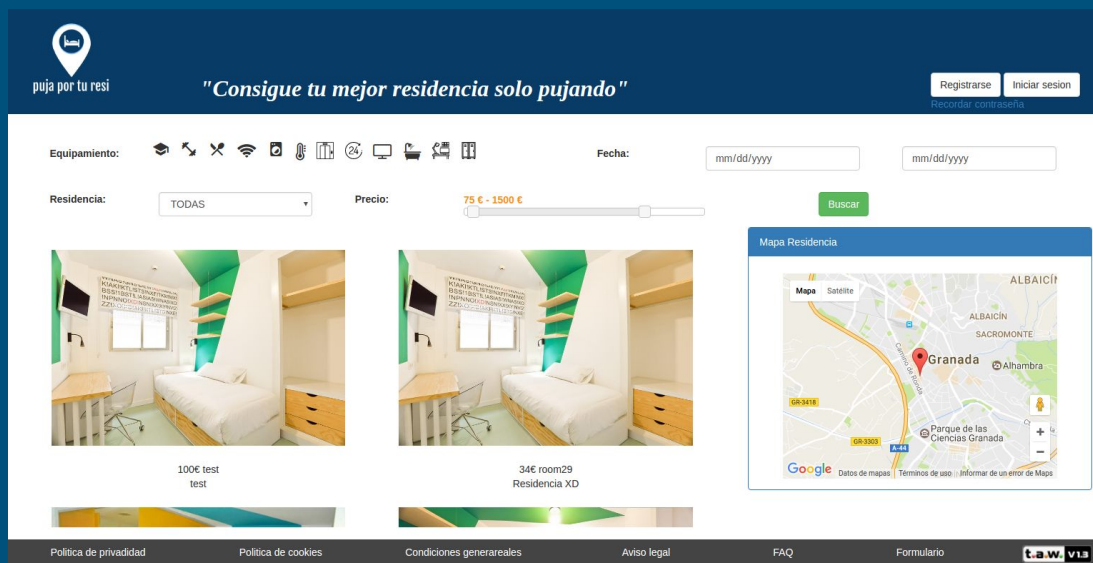 puja por tu resi
"Consigue tu mejor residencia solo pujando"
Registrarse
Iniciar sesion
Recordar contraseña
Equipamiento:
24
Fecha:
mm/dd/yyyy
mm/dd/yyyy
Residencia:
TODAS
Precio:
75 € - 1500 €
Buscar
Mapa Residencia
Mapa
Satélite
ALBAICÍN
ALBAICÍN
SACROMONTE
Camino de Ronda
Granada
Alhambra
GR-3418
Parque de las
Ciencias Granada
GR-3303
A-44
Google
Datos de mapas
Términos de uso
Informar de un error de Maps
100€ test
test
34€ room29
Residencia XD
Politica de privadidad
Politica de cookies
Condiciones generareales
Aviso legal
FAQ
Formulario
t.a.w. V1.3